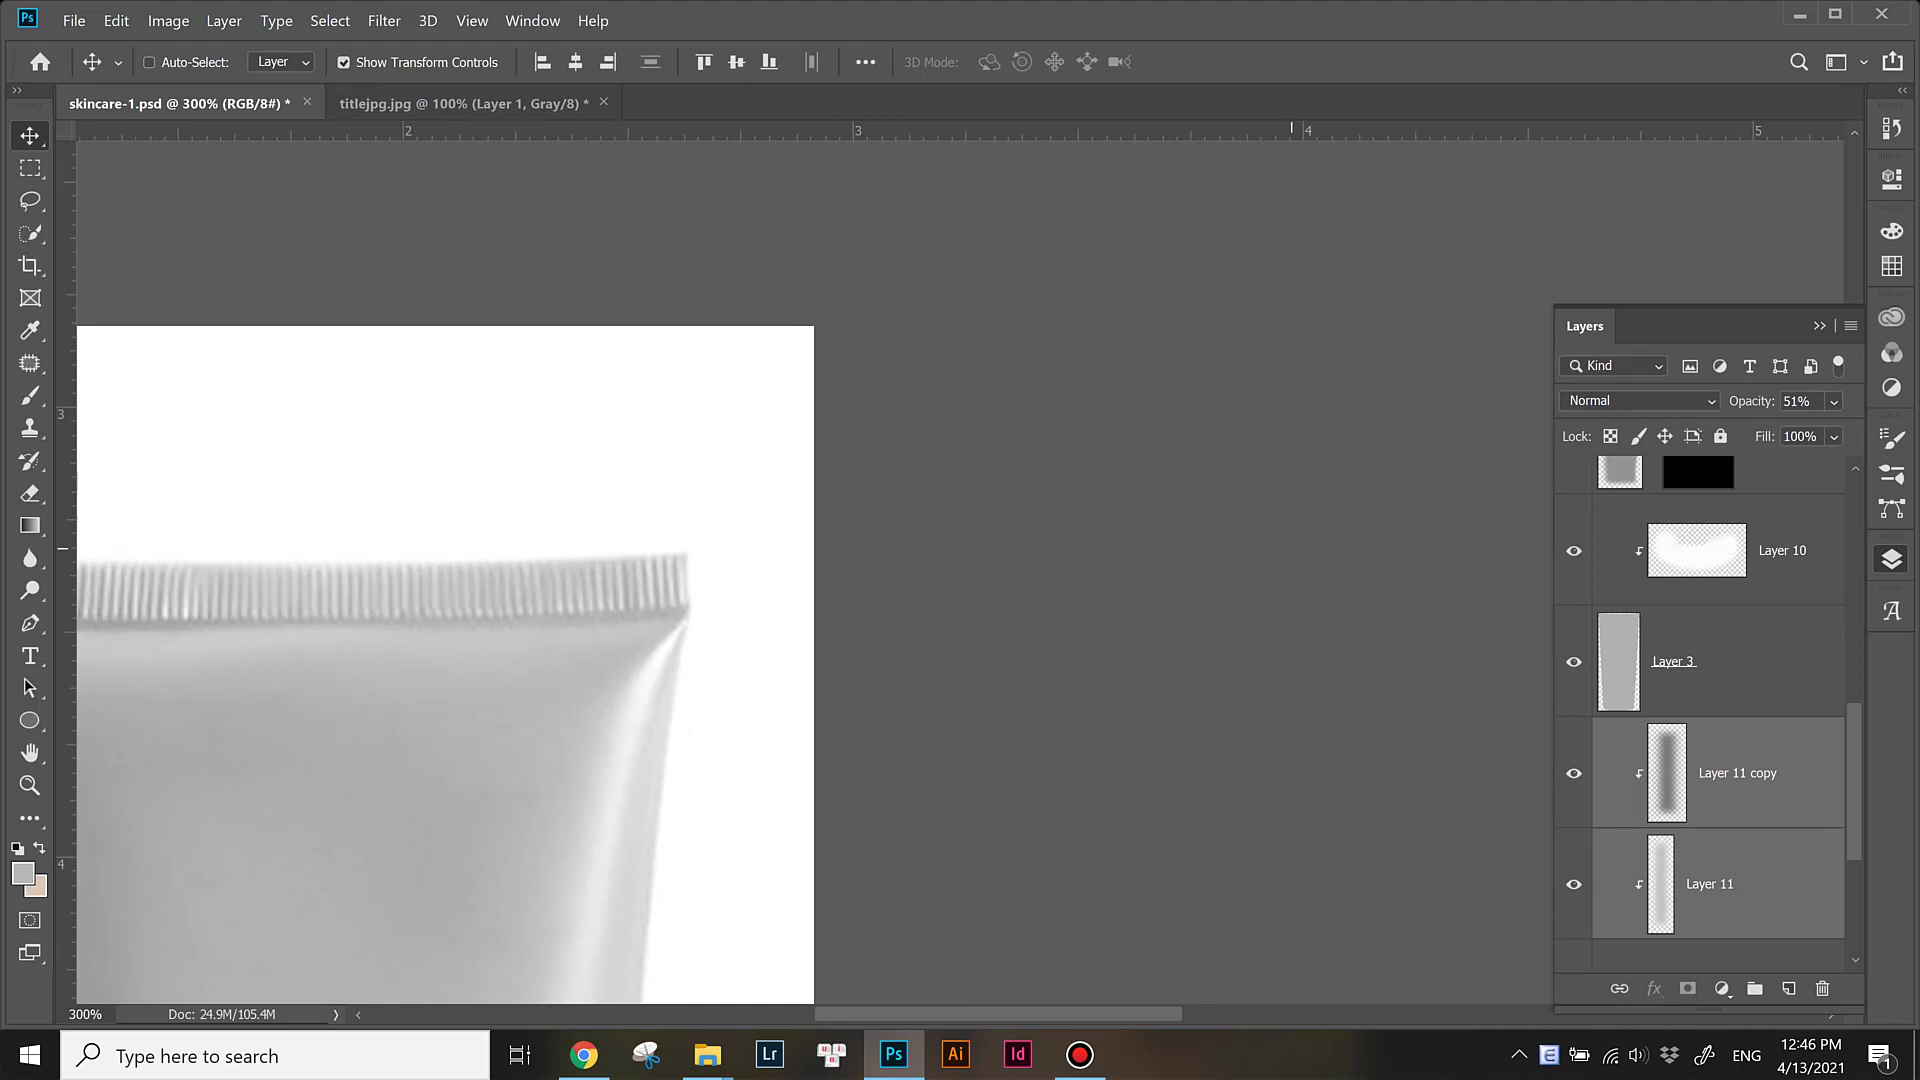 Ps File Edit Image Layer Type Select Filter 3D View Window Help
Auto-Select: Layer Show Transform Controls 3D Mode:
skincare-1.psd @ 300% (RGB/8#) * titlejpg.jpg @ 100% (Layer 1, Gray/8) *
2 3 4 5
3
4
Layers
Kind T
Normal Opacity: 51%
Lock: Fill: 100%
Layer 10
Layer 3
Layer 11 copy
Layer 11
fx
A
T
300% Doc: 24.9M/105.4M
Type here to search
Lr
u i n
Ps Ai Id
E
ENG
12:46 PM
4/13/2021
1